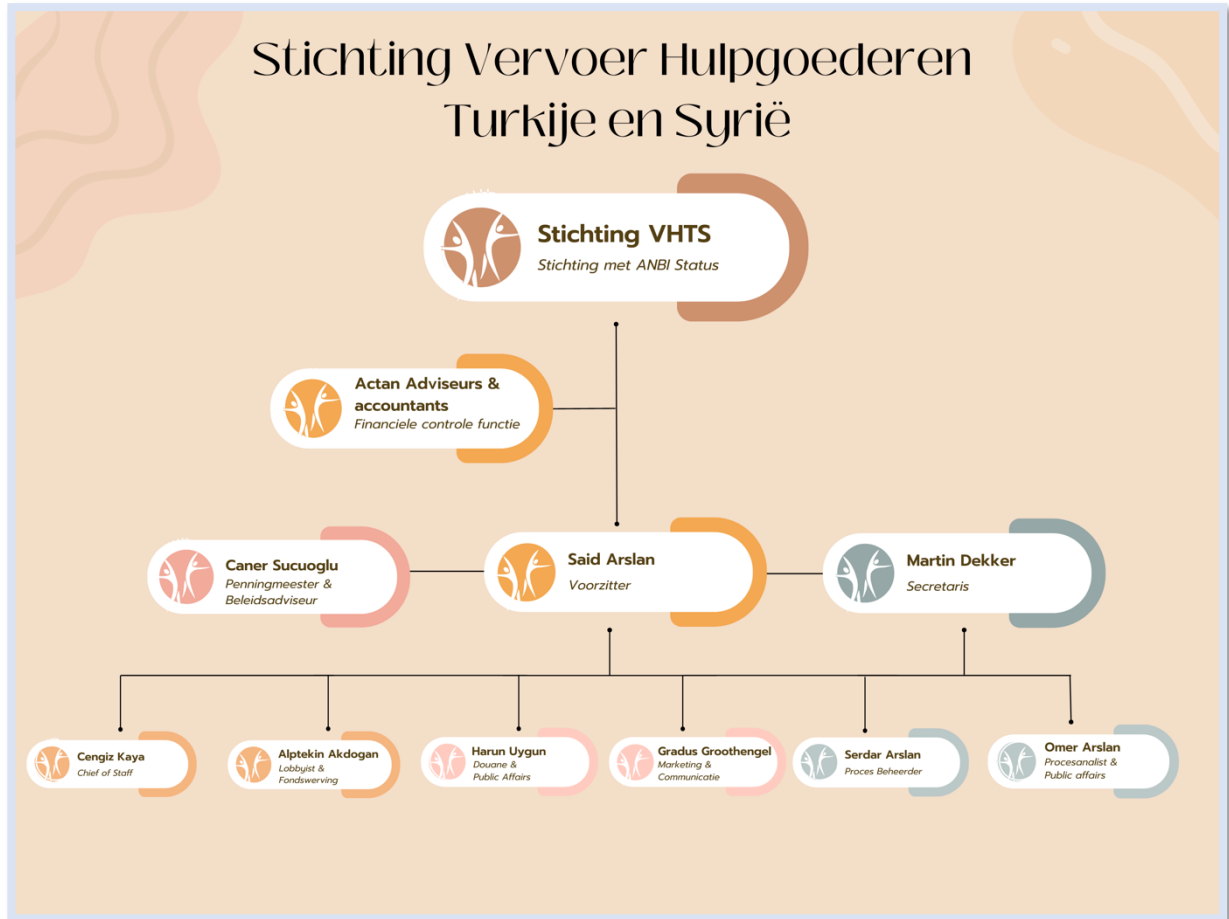 Stichting Vervoer Hulpgoederen
Turkije en Syrië
Stichting VHTS
Stichting met ANBI Status
Actan Adviseurs &
accountants
Financiele controle functie
Caner Sucuoglu
Penningmeester &
Beleidsadviseur
Said Arslan
Voorzitter
Martin Dekker
Secretaris
Cengiz Kaya
Chief of Staff
Alptekin Akdogan
Lobbyist &
Fondswerving
Harun Uygun
Douane &
Public Affairs
Gradus Groothengel
Marketing &
Communicatie
Serdar Arslan
Proces Beheerder
Omer Arslan
Procesanalist &
Public affairs